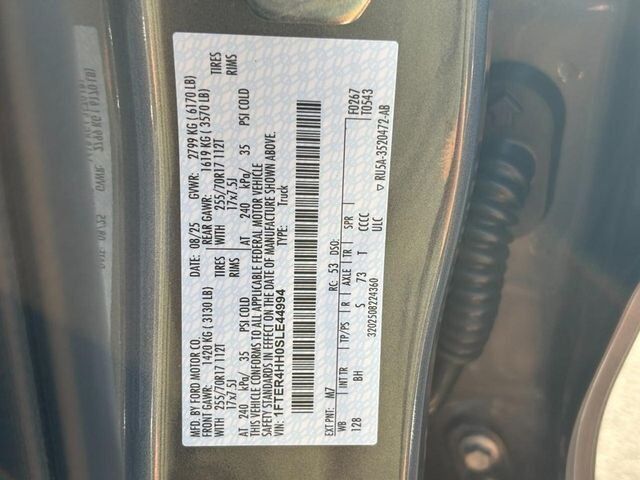 MFD. BY FORD MOTOR CO.
DATE: 08/25
GVWR: 2799 KG ( 6170 LB)
FRONT GAWR: 1420 KG ( 3130 LB)
REAR GAWR: 1619 KG ( 3570 LB)
WITH 255/70R17 112T TIRES
WITH 255/70R17 112T TIRES
17x7.5J RIMS
17x7.5J RIMS
AT 240 kPa/ 35 PSI COLD
AT 240 kPa/ 35 PSI COLD
THIS VEHICLE CONFORMS TO ALL APPLICABLE FEDERAL MOTOR VEHICLE
SAFETY STANDARDS IN EFFECT ON THE DATE OF MANUFACTURE SHOWN ABOVE.
VIN: 1FTER4HH0SLE44994
TYPE: Truck
F0267
T0543
EXT PNT: M7 RC: 53 DSO:
WB INT TR TP/PS R AXLE TR SPR
128 BH S 73 T CCCC
ULC
3202508224360
▽ RU5A-3520472-AB